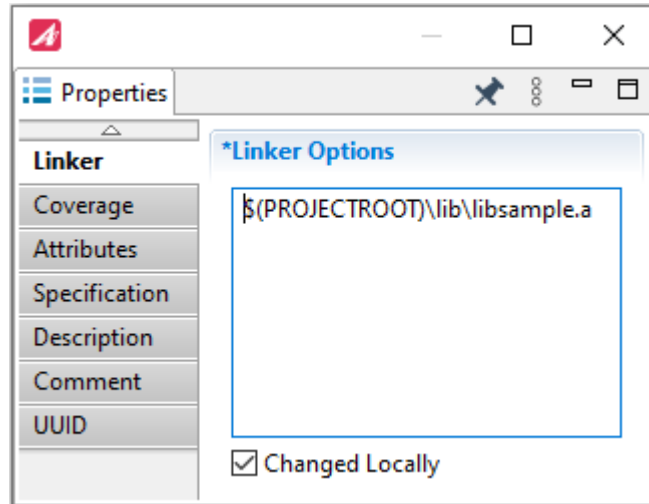 Properties
Linker
Coverage
Attributes
Specification
Description
Comment
UUID
*Linker Options
$(PROJECTROOT)\lib\libsample.a
Changed Locally